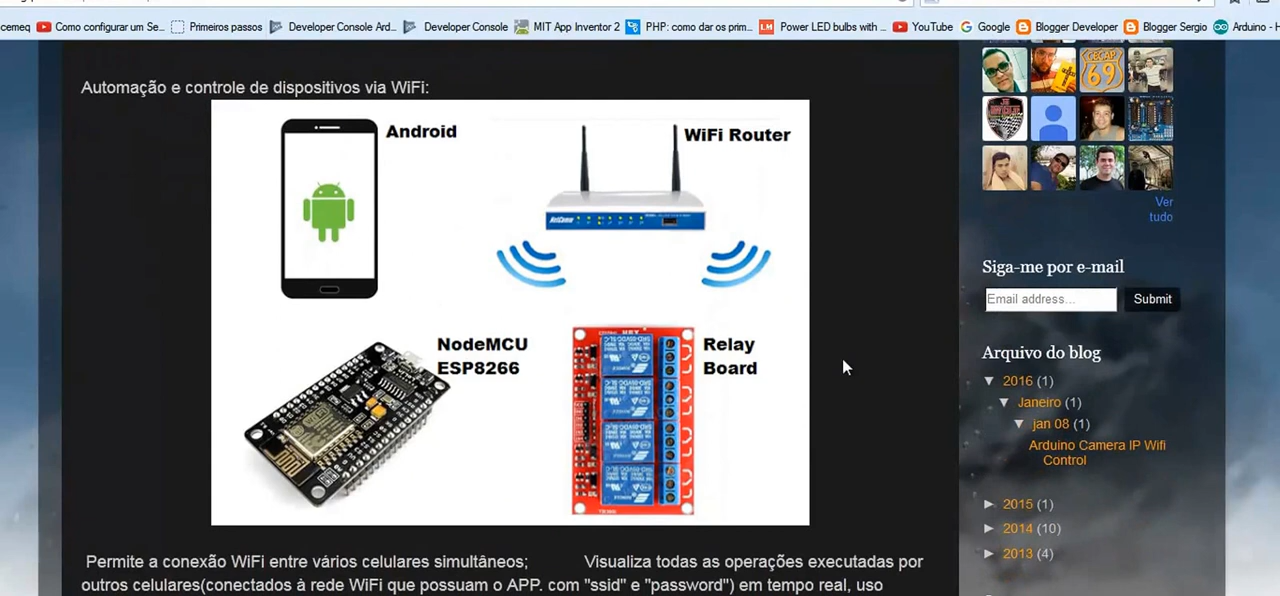 cemeq
Como configurar um Se...
Primeiros passos
Developer Console Ard...
Developer Console
MIT App Inventor 2
PHP: como dar os prim...
Power LED bulbs with ...
YouTube
Google
Blogger Developer
Blogger Sergio
Arduino - H
Automação e controle de dispositivos via WiFi:
Android
WiFi Router
NodeMCU
ESP8266
Relay
Board
Permite a conexão WiFi entre vários celulares simultâneos; Visualiza todas as operações executadas por
outros celulares(conectados à rede WiFi que possuam o APP. com "ssid" e "password") em tempo real, uso
69
Ver
tudo
Siga-me por e-mail
Email address...
Submit
Arquivo do blog
▼ 2016 (1)
▼ Janeiro (1)
▼ jan 08 (1)
Arduino Camera IP Wifi
Control
► 2015 (1)
► 2014 (10)
► 2013 (4)